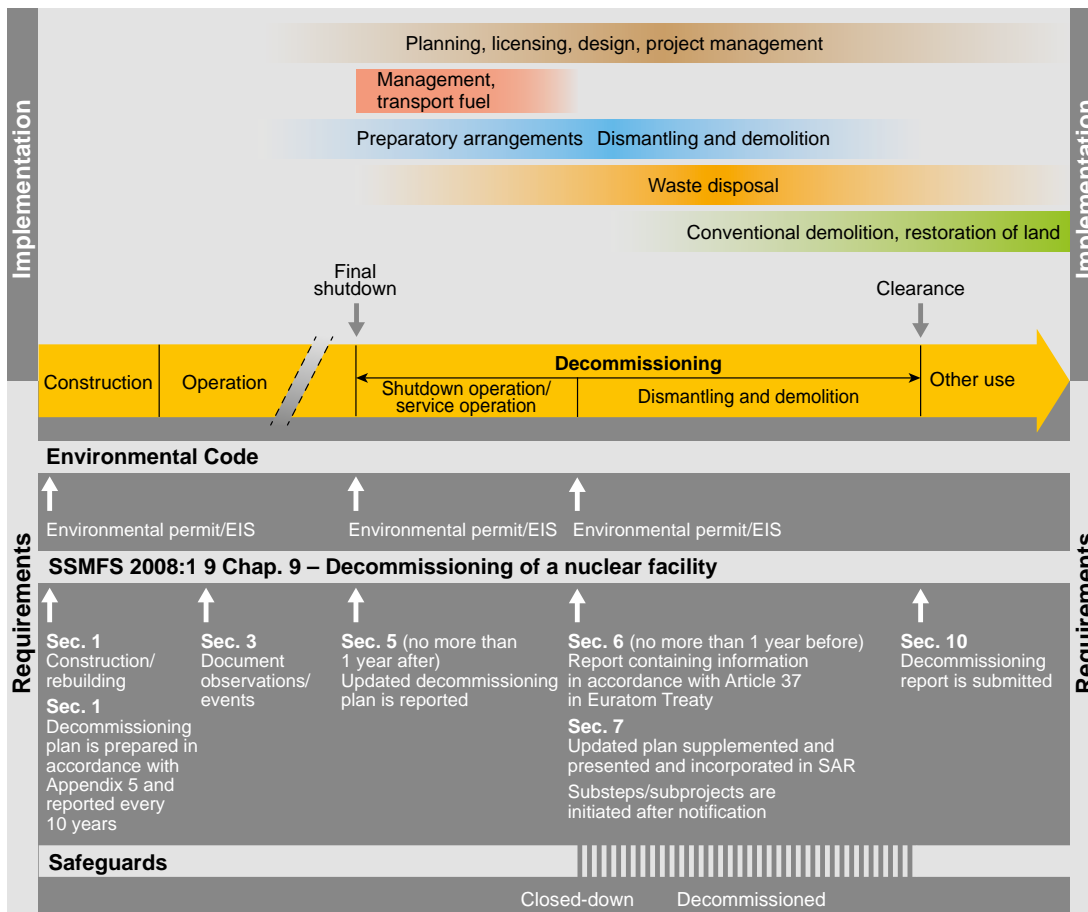 Implementation
Implementation
Planning, licensing, design, project management
Management,
transport fuel
Preparatory arrangements
Dismantling and demolition
Waste disposal
Conventional demolition, restoration of land
Final
shutdown
Clearance
Construction
Operation
Decommissioning
Shutdown operation/
service operation
Dismantling and demolition
Other use
Requirements
Requirements
Environmental Code
Environmental permit/EIS
Environmental permit/EIS
Environmental permit/EIS
SSMFS 2008:1 9 Chap. 9 – Decommissioning of a nuclear facility
Sec. 1
Construction/
rebuilding
Sec. 1
Decommissioning
plan is prepared in
accordance with
Appendix 5 and
reported every
10 years
Sec. 3
Document
observations/
events
Sec. 5 (no more than
1 year after)
Updated decommissioning
plan is reported
Sec. 6 (no more than 1 year before)
Report containing information
in accordance with Article 37
in Euratom Treaty
Sec. 7
Updated plan supplemented and
presented and incorporated in SAR
Substeps/subprojects are
initiated after notification
Sec. 10
Decommissioning
report is submitted
Safeguards
Closed-down
Decommissioned